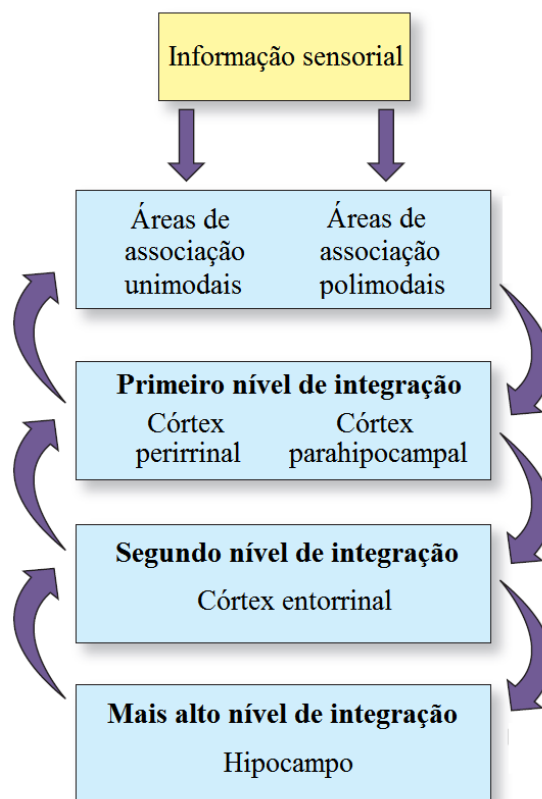 Informação sensorial
Áreas de associação unimodais
Áreas de associação polimodais
Primeiro nível de integração
Córtex perirrinal
Córtex parahipocampal
Segundo nível de integração
Córtex entorrinal
Mais alto nível de integração
Hipocampo